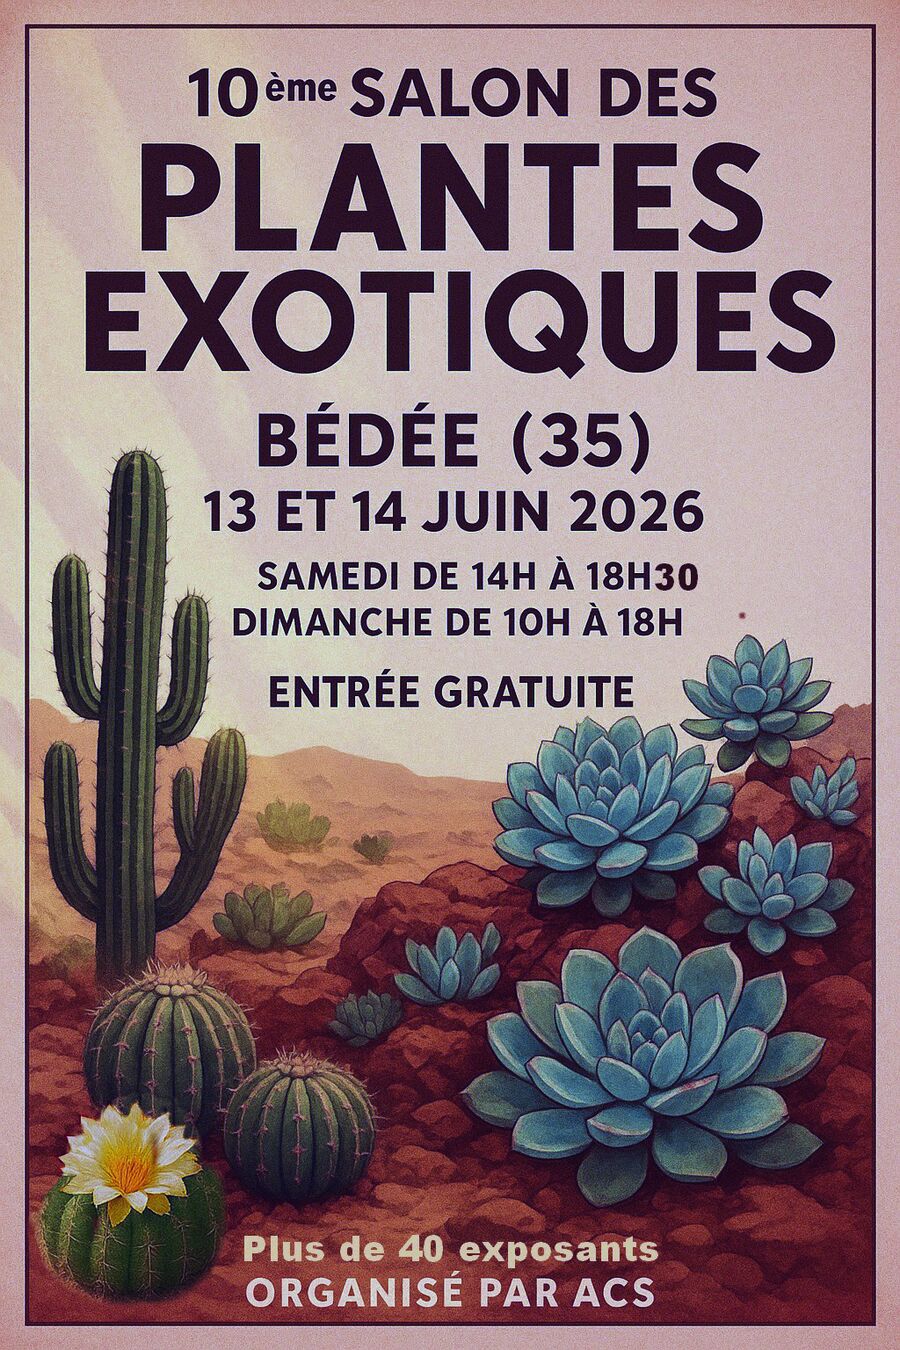 10ème SALON DES
PLANTES
EXOTIQUES
BÉDÉE (35)
13 ET 14 JUIN 2026
SAMEDI DE 14H À 18H30
DIMANCHE DE 10H À 18H
ENTRÉE GRATUITE
Plus de 40 exposants
ORGANISÉ PAR ACS